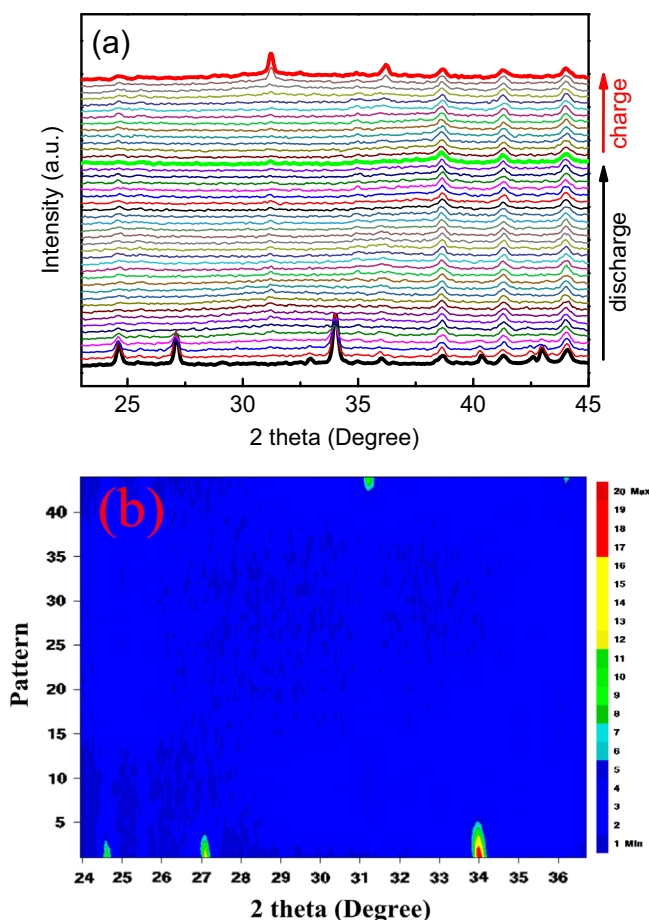 (a)
Intensity (a.u.)
charge
discharge
25 30 35 40 45
2 theta (Degree)
(b)
Pattern
40
35
30
25
20
15
10
5
24 25 26 27 28 29 30 31 32 33 34 35 36
2 theta (Degree)
20 Max
19
18
17
16
15
14
13
12
11
10
9
8
7
6
5
4
3
2
1 Min